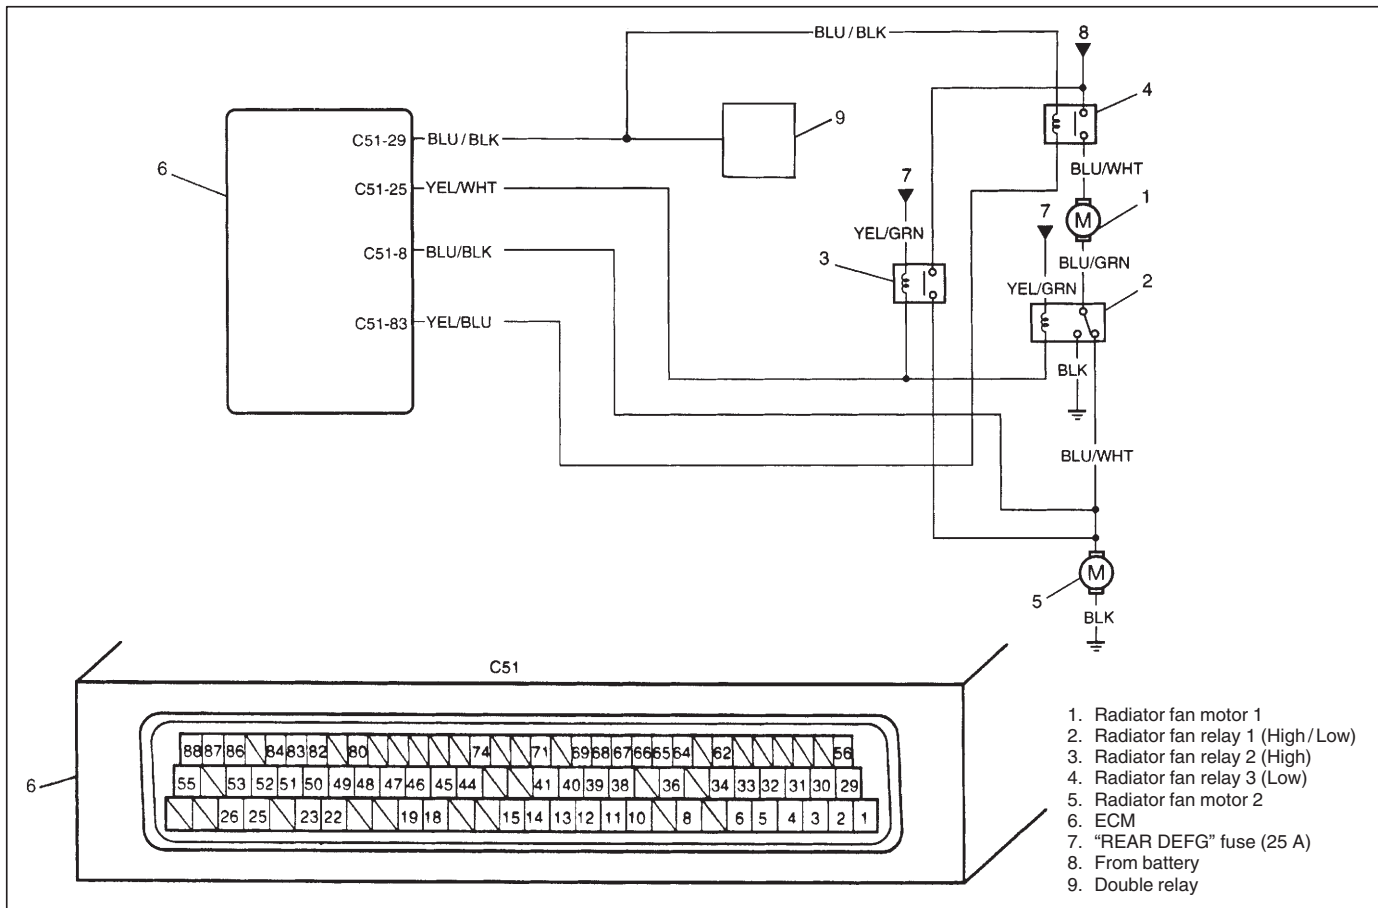 BLU / BLK
8
4
C51-29 BLU / BLK
9
6
C51-25 YEL/WHT
7
BLU/WHT
1
7
YEL/GRN
C51-8 BLU/BLK
3
BLU/GRN
YEL/GRN
2
C51-83 YEL/BLU
BLK
BLU/WHT
M
M
5
BLK
C51
88 87 86 84 83 82 80 74 71 69 68 67 66 65 64 62 56
6
55 53 52 51 50 49 48 47 46 45 44 41 40 39 38 36 34 33 32 31 30 29
26 25 23 22 19 18 15 14 13 12 11 10 8 6 5 4 3 2 1
1. Radiator fan motor 1
2. Radiator fan relay 1 (High / Low)
3. Radiator fan relay 2 (High)
4. Radiator fan relay 3 (Low)
5. Radiator fan motor 2
6. ECM
7. “REAR DEFG” fuse (25 A)
8. From battery
9. Double relay